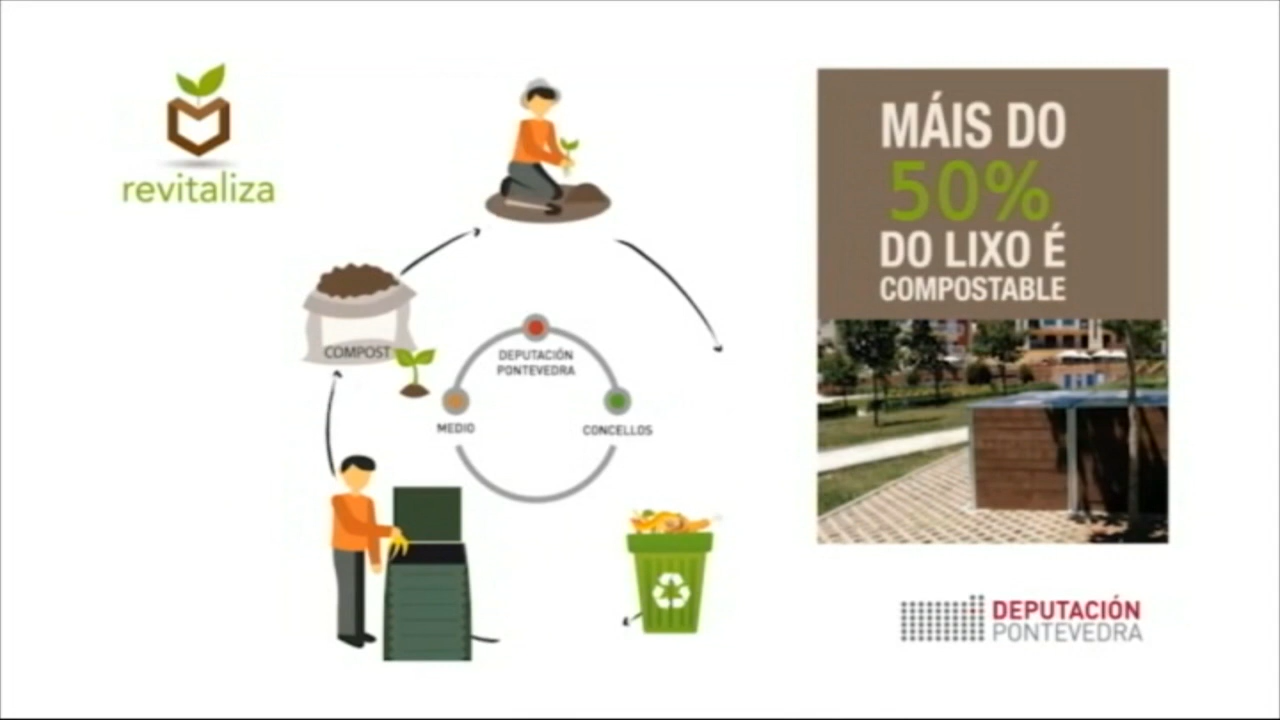 revitaliza
COMPOST
DEPUTACIÓN
PONTEVEDRA
MEDIO
CONCELLOS
MÁIS DO
50%
DO LIXO É
COMPOSTABLE
DEPUTACIÓN
PONTEVEDRA